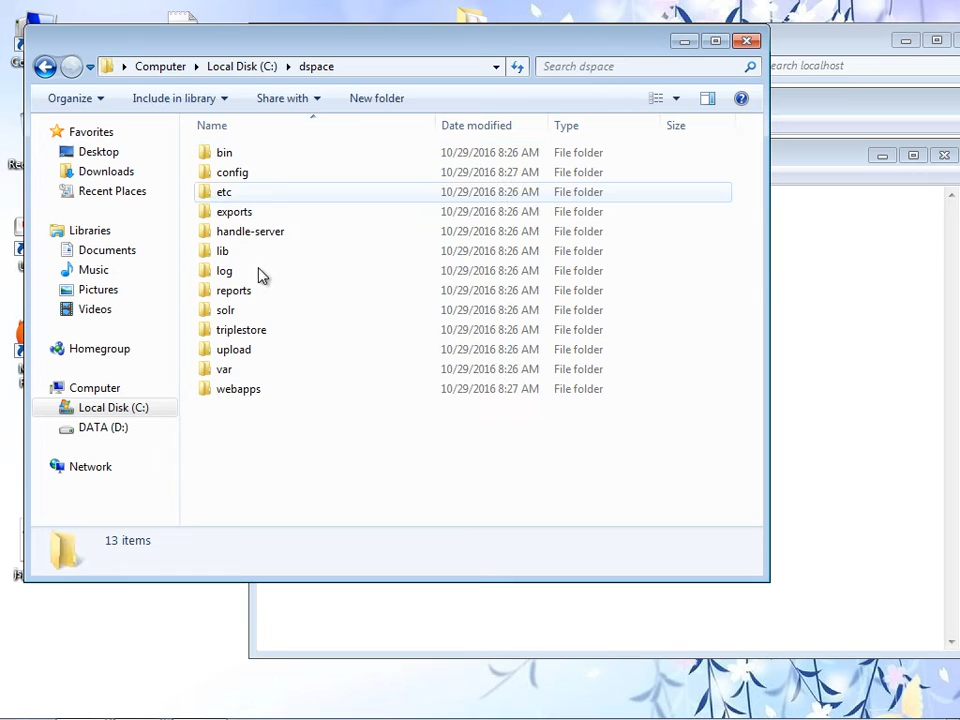 earch localhost
Computer Local Disk (C:) dspace
Search dspace
Organize Include in library Share with New folder
Name Date modified Type Size
Favorites
Desktop
Downloads
Recent Places
Libraries
Documents
Music
Pictures
Videos
Homegroup
Computer
Local Disk (C:)
DATA (D:)
Network
bin 10/29/2016 8:26 AM File folder
config 10/29/2016 8:27 AM File folder
etc 10/29/2016 8:26 AM File folder
exports 10/29/2016 8:26 AM File folder
handle-server 10/29/2016 8:26 AM File folder
lib 10/29/2016 8:26 AM File folder
log 10/29/2016 8:26 AM File folder
reports 10/29/2016 8:26 AM File folder
solr 10/29/2016 8:26 AM File folder
triplestore 10/29/2016 8:26 AM File folder
upload 10/29/2016 8:26 AM File folder
var 10/29/2016 8:26 AM File folder
webapps 10/29/2016 8:27 AM File folder
13 items